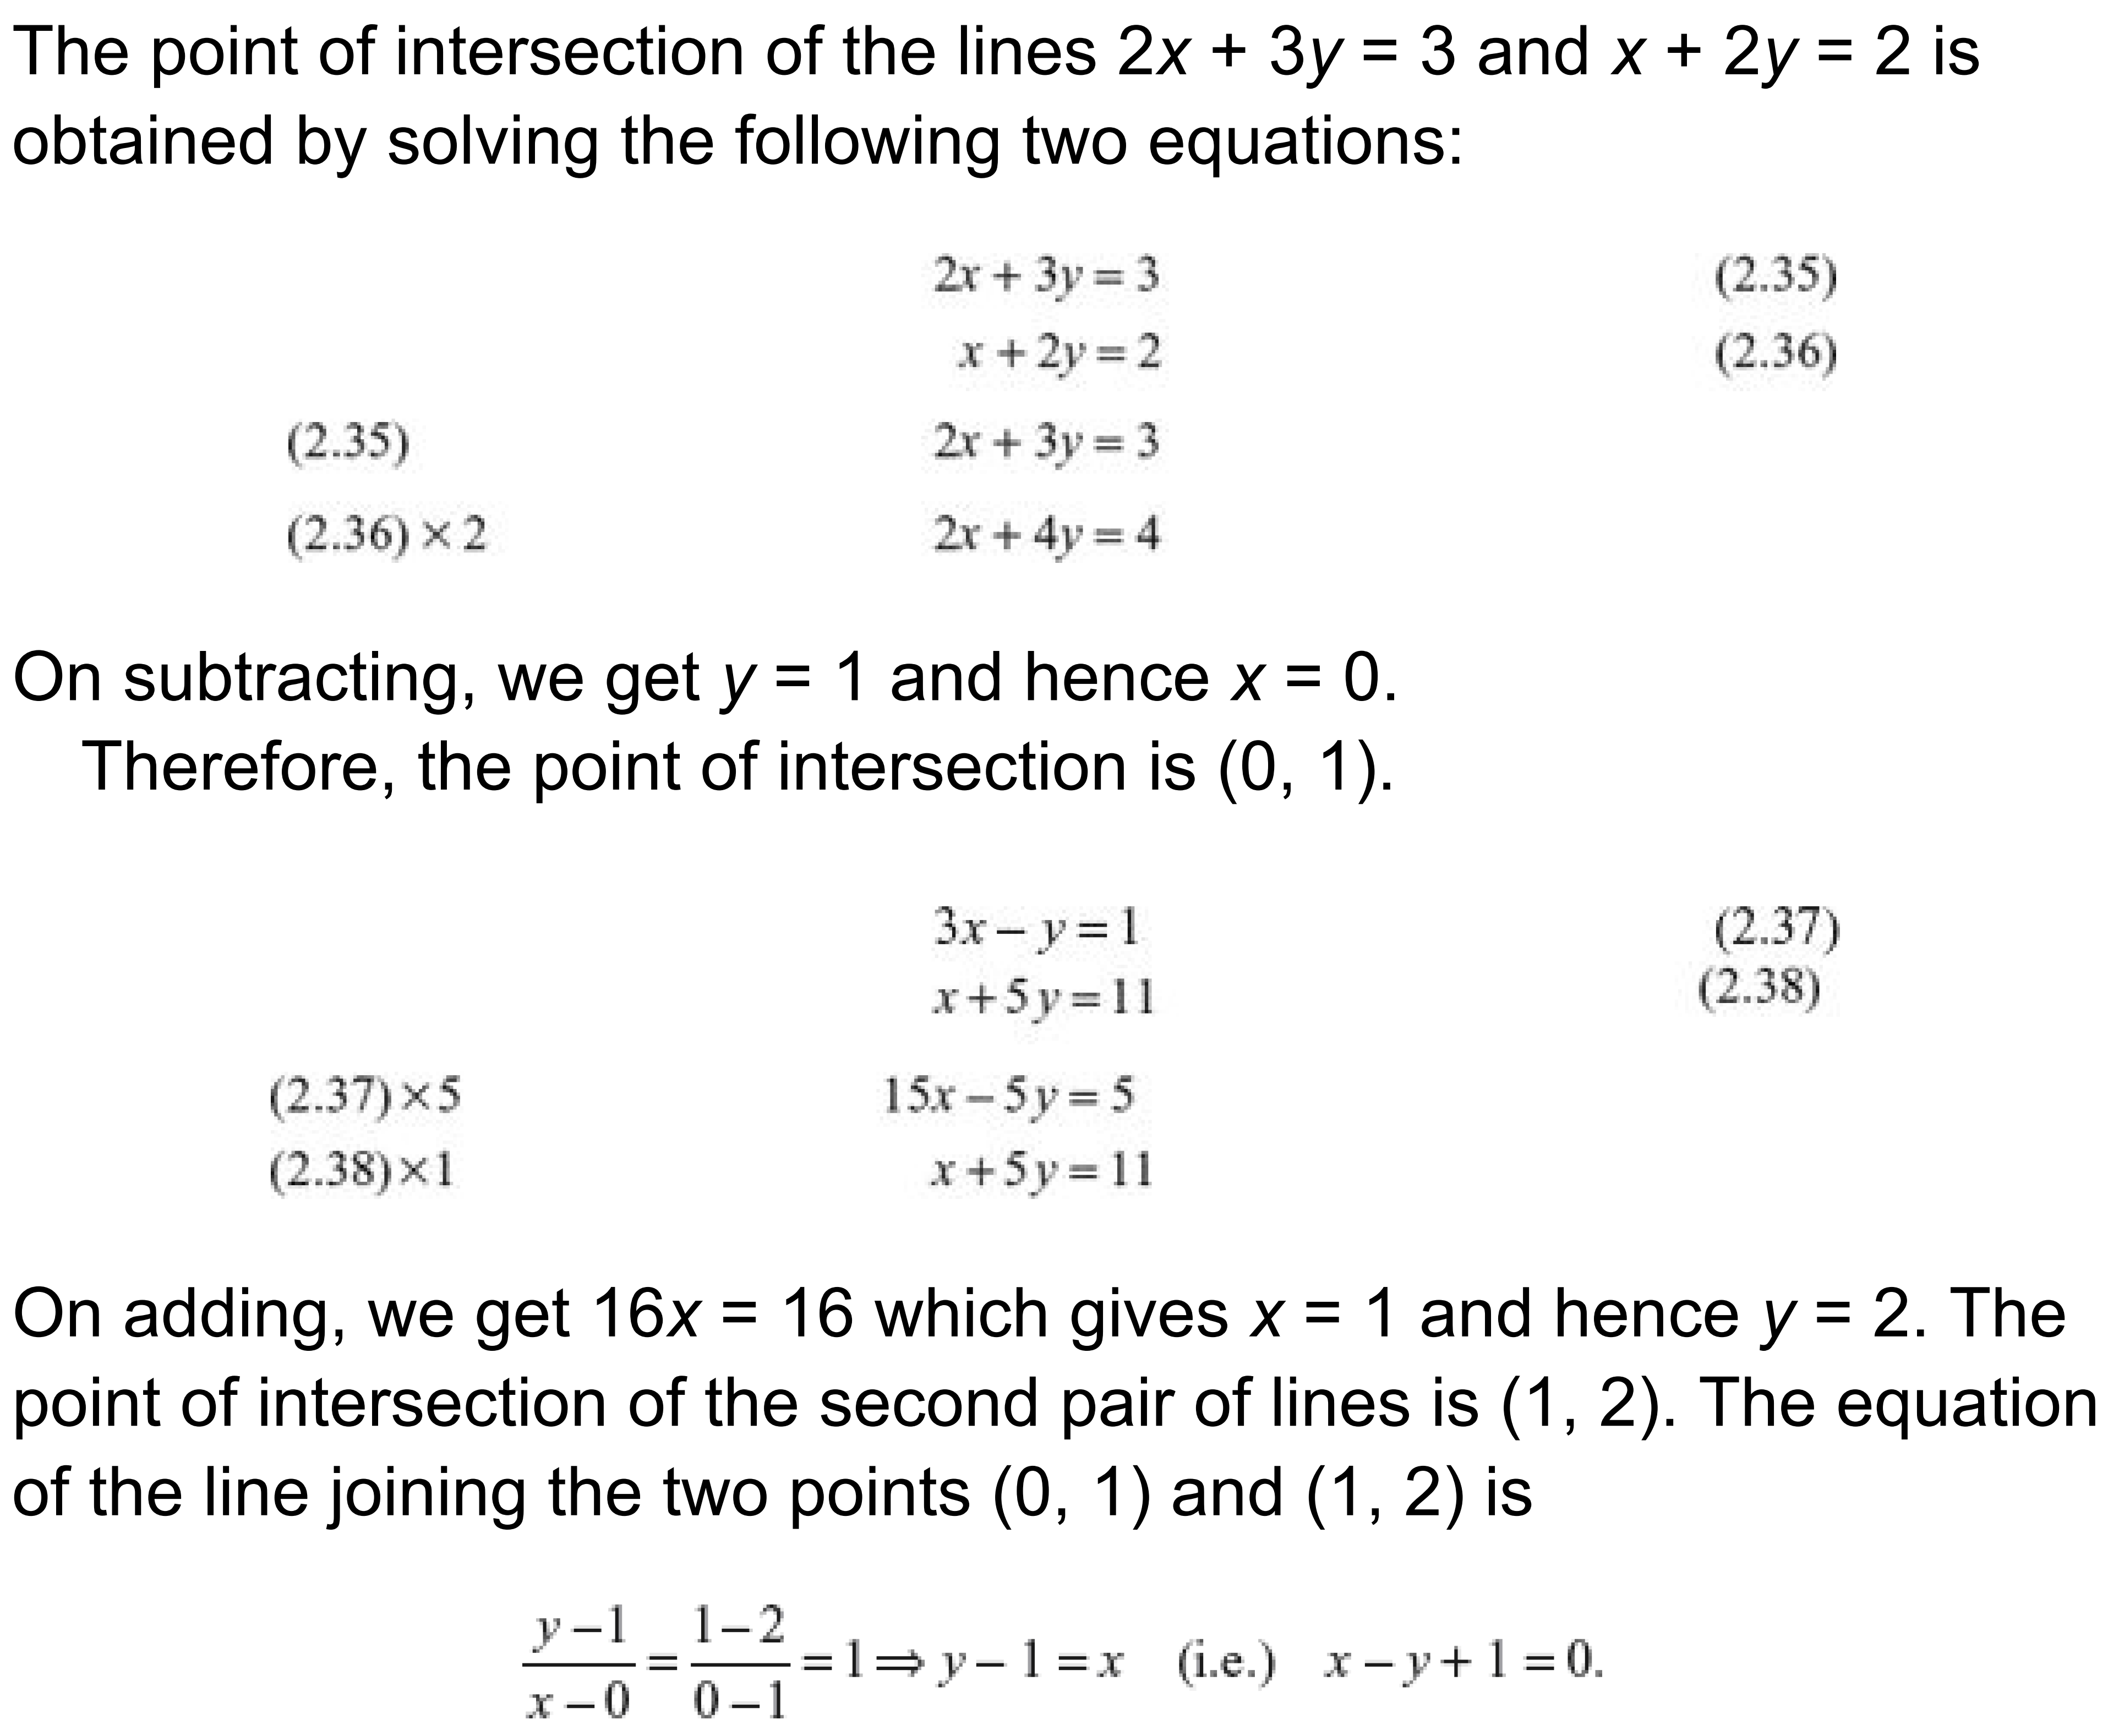 The point of intersection of the lines 2x + 3y = 3 and x + 2y = 2 is
obtained by solving the following two equations:
2x + 3y = 3 (2.35)
x + 2y = 2 (2.36)
(2.35) 2x + 3y = 3
(2.36) × 2 2x + 4y = 4
On subtracting, we get y = 1 and hence x = 0.
Therefore, the point of intersection is (0, 1).
3x − y = 1 (2.37)
x + 5y = 11 (2.38)
(2.37) × 5 15x − 5y = 5
(2.38) × 1 x + 5y = 11
On adding, we get 16x = 16 which gives x = 1 and hence y = 2. The
point of intersection of the second pair of lines is (1, 2). The equation
of the line joining the two points (0, 1) and (1, 2) is
(y − 1)/(x − 0) = (1 − 2)/(0 − 1) = 1 ⇒ y − 1 = x (i.e.) x − y + 1 = 0.